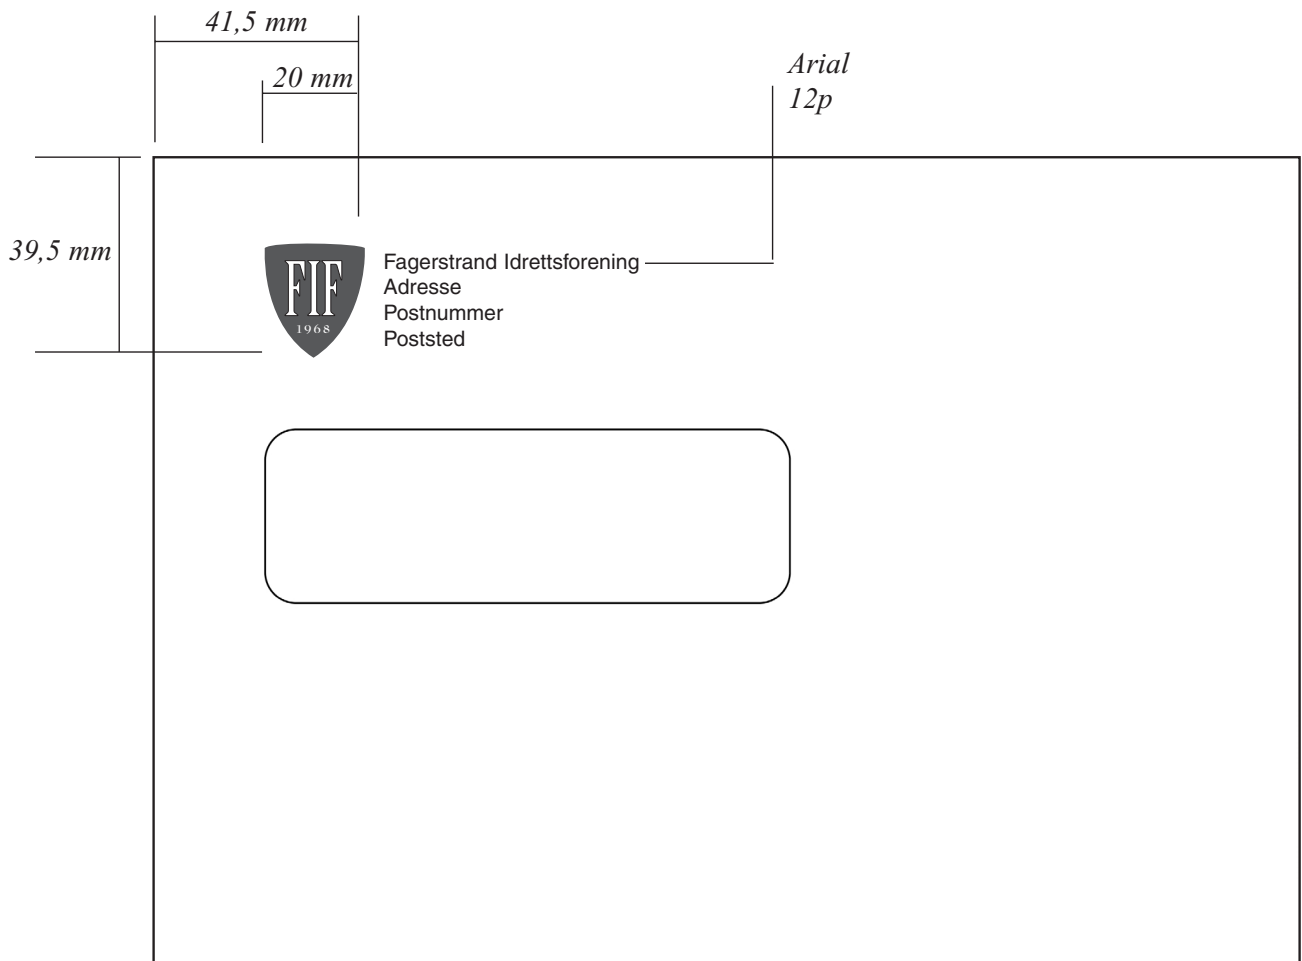 41,5 mm
20 mm
Arial
12p
39,5 mm
FIF
1968
Fagerstrand Idrettsforening
Adresse
Postnummer
Poststed